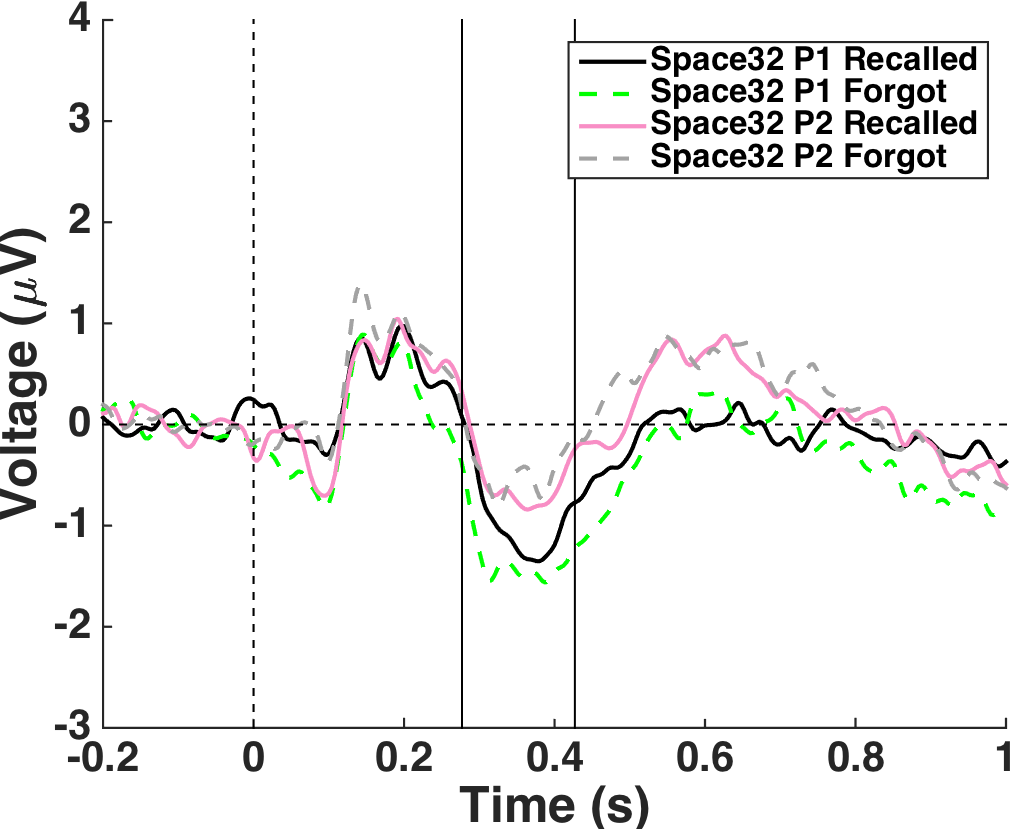 4
3
2
1
0
-1
-2
-3
Voltage (μV)
Space32 P1 Recalled
Space32 P1 Forgot
Space32 P2 Recalled
Space32 P2 Forgot
-0.2 0 0.2 0.4 0.6 0.8 1
Time (s)